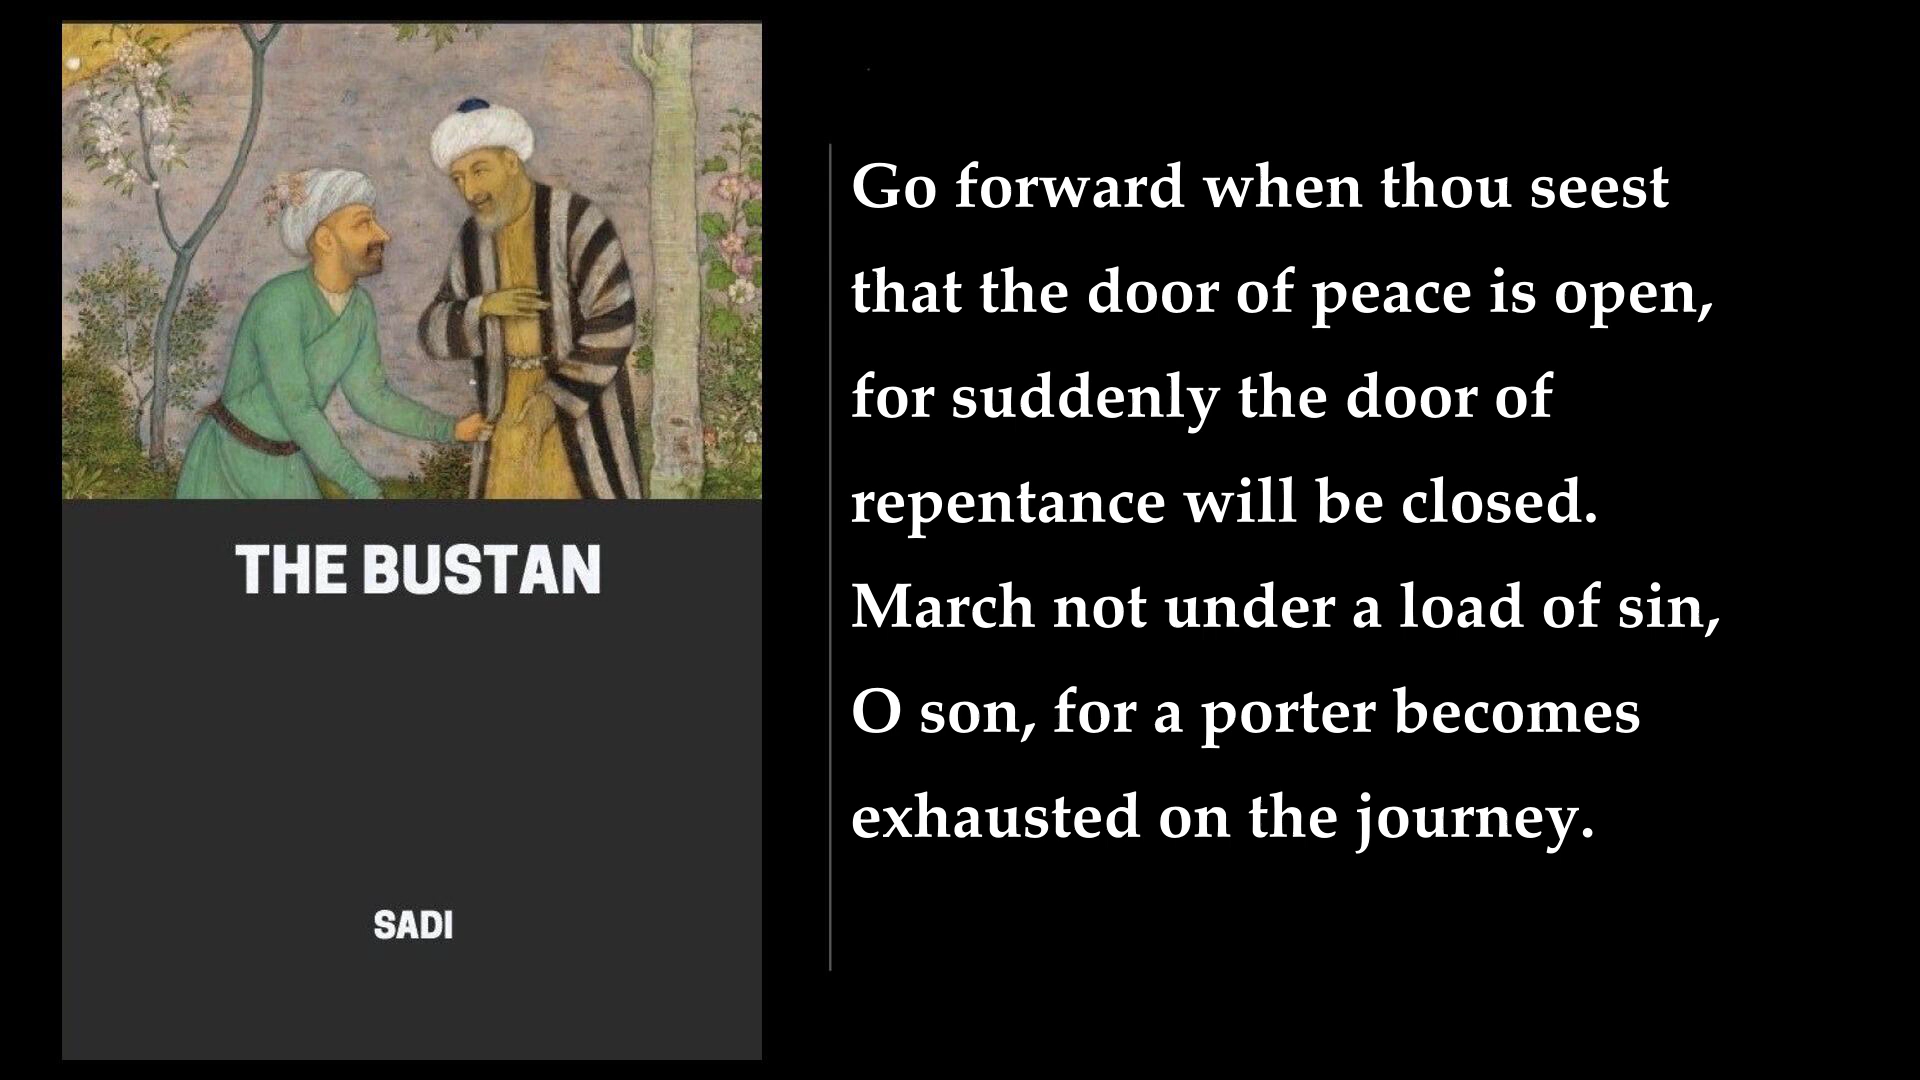 THE BUSTAN
SADI
Go forward when thou seest
that the door of peace is open,
for suddenly the door of
repentance will be closed.
March not under a load of sin,
O son, for a porter becomes
exhausted on the journey.